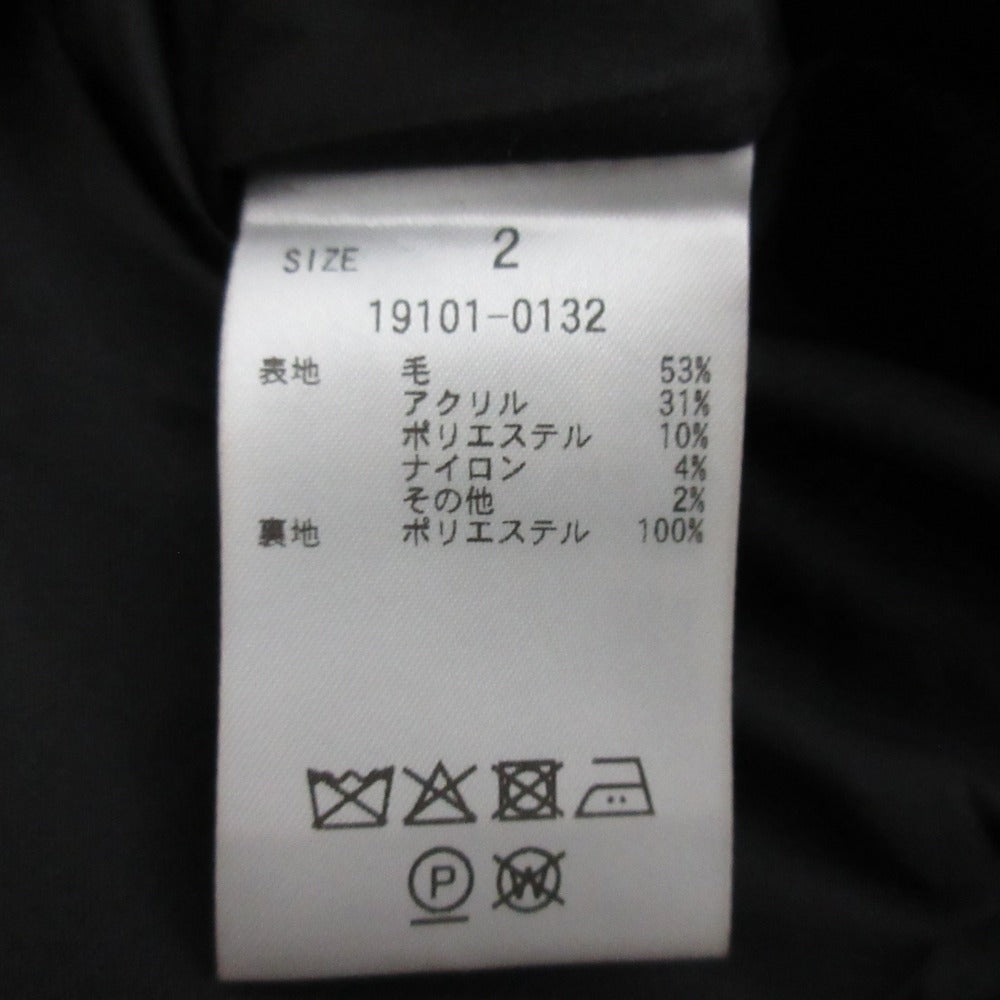 SIZE 2
19101-0132
表地 毛 53%
アクリル 31%
ポリエステル 10%
ナイロン 4%
その他 2%
裏地 ポリエステル 100%
P W